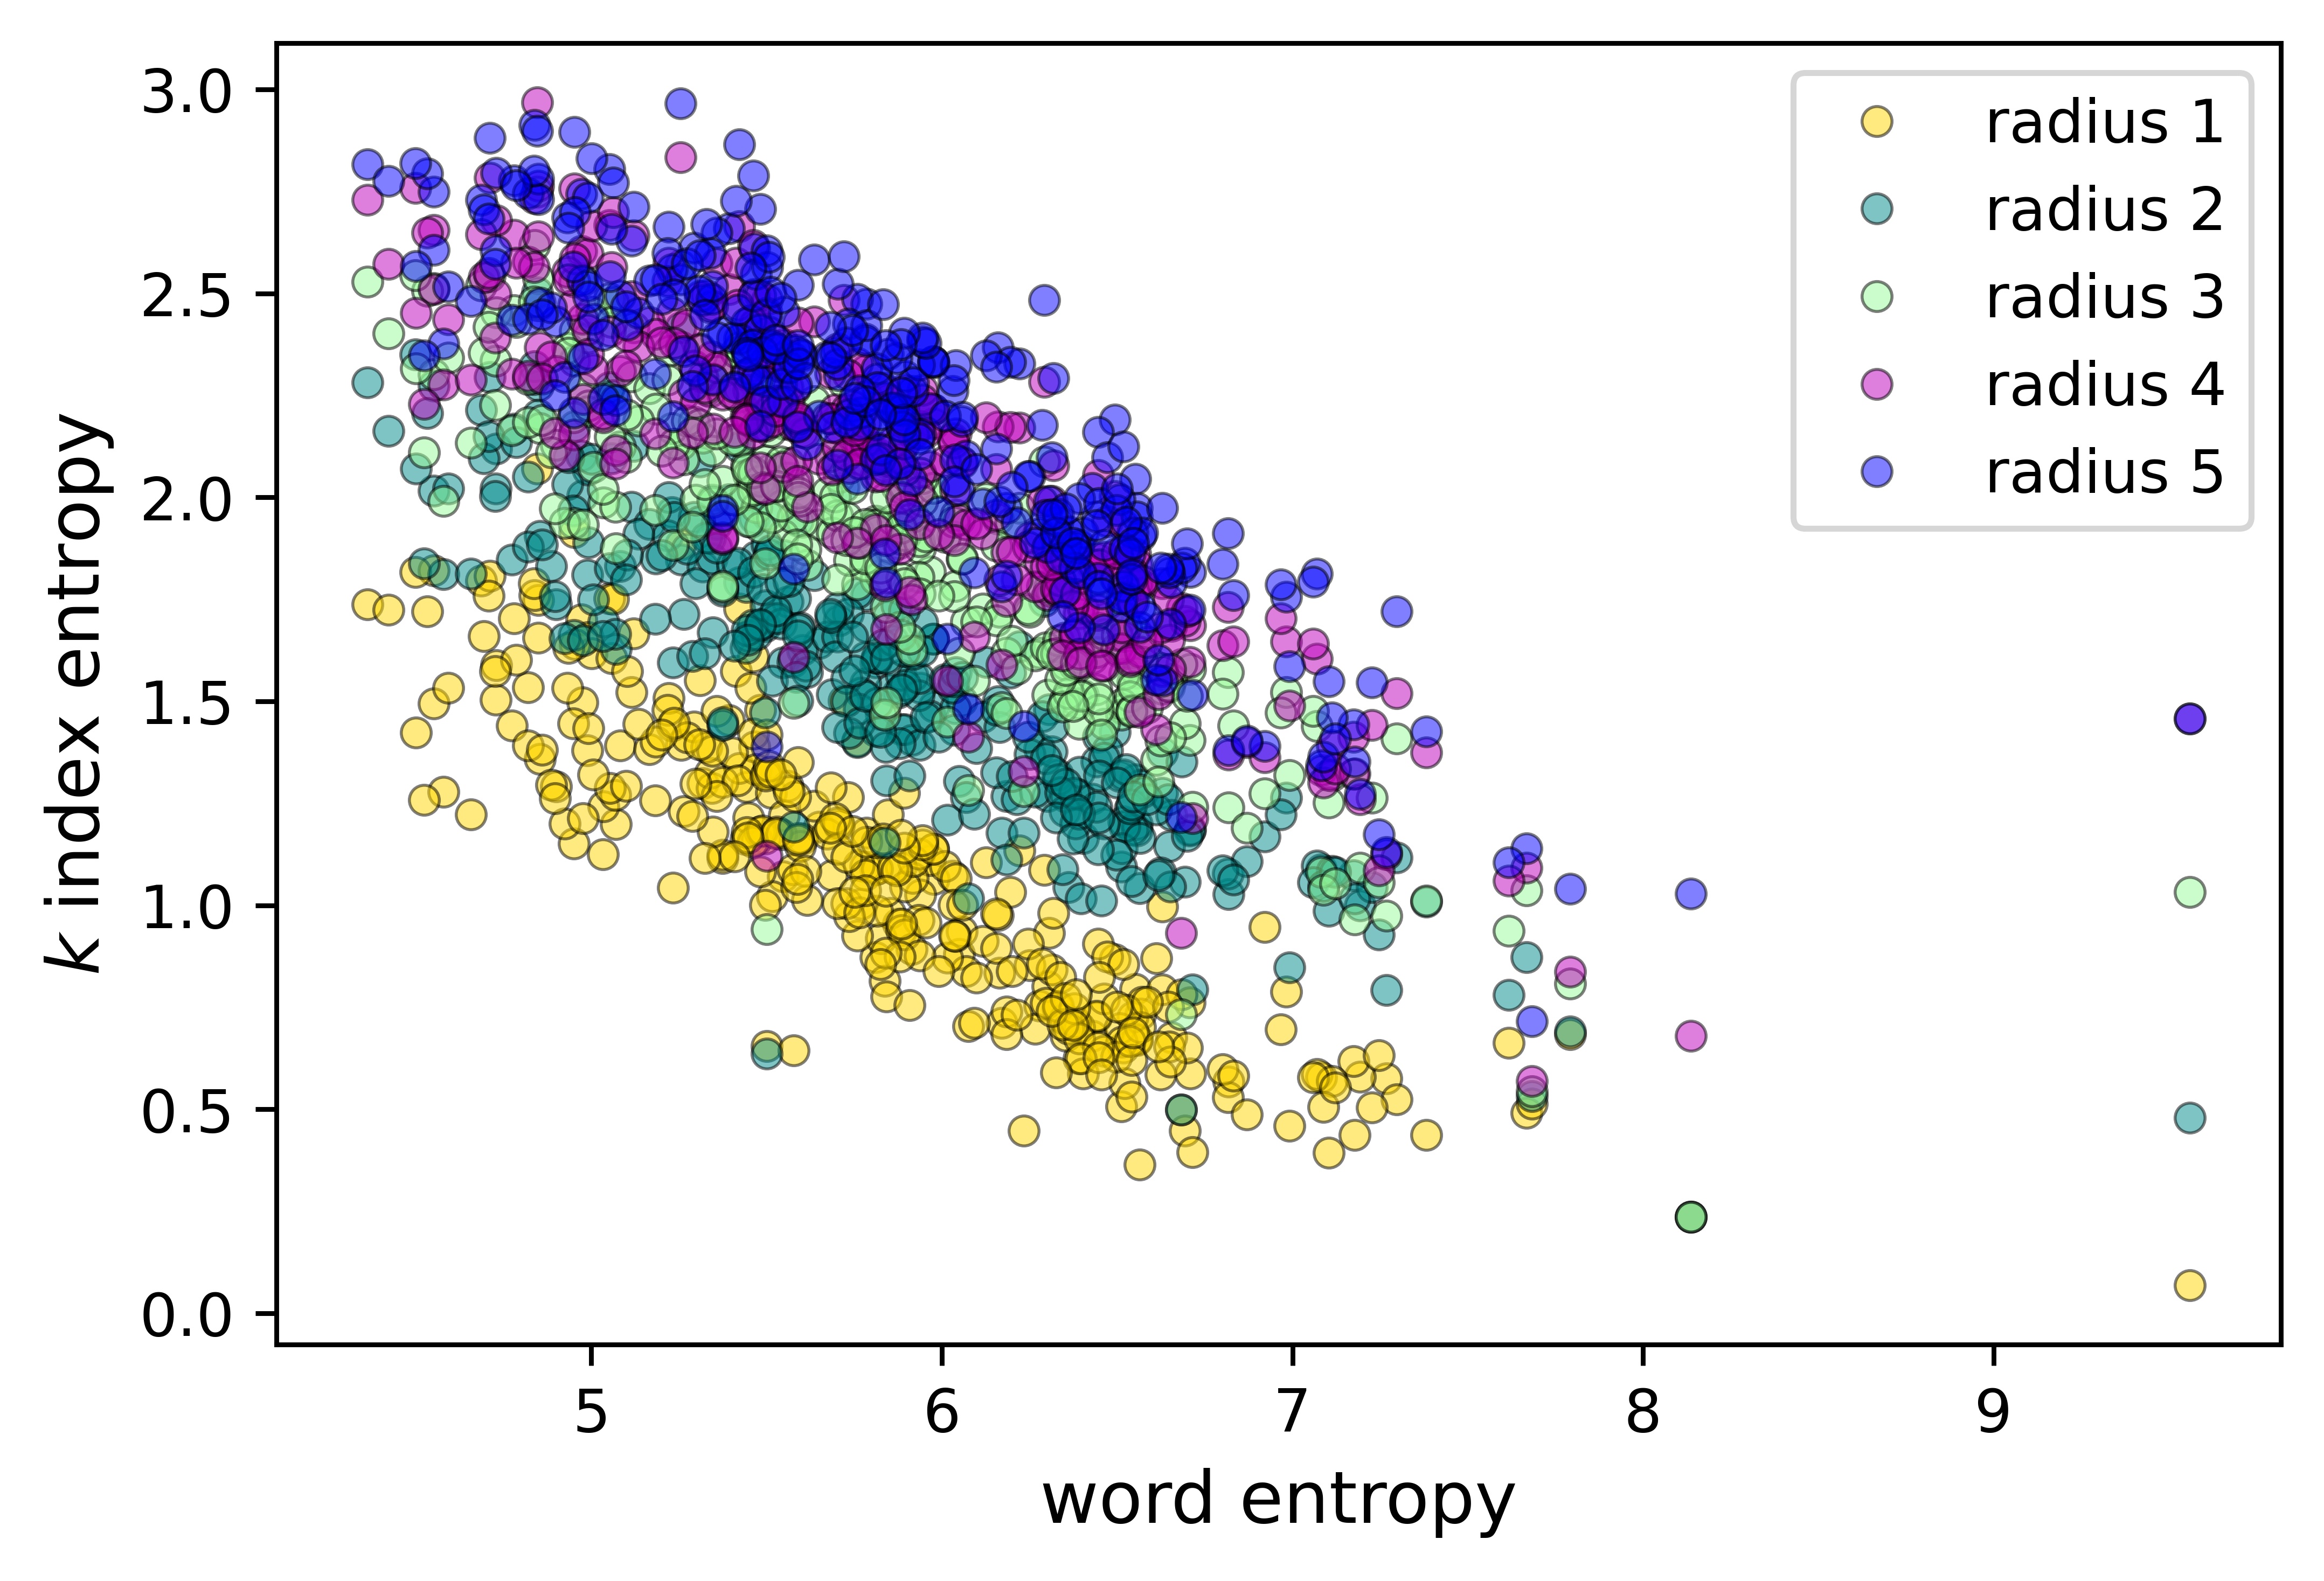 3.0
2.5
2.0
1.5
1.0
0.5
0.0
k index entropy
5 6 7 8 9
word entropy
radius 1
radius 2
radius 3
radius 4
radius 5